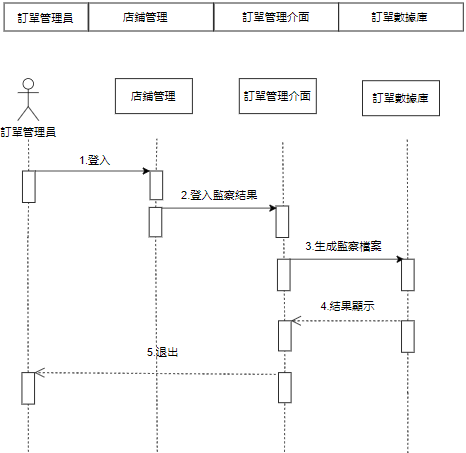 訂單管理員 店鋪管理 訂單管理介面 訂單數據庫
店鋪管理 訂單管理介面 訂單數據庫
訂單管理員
1.登入
2.登入監察結果
3.生成監察檔案
4.結果顯示
5.退出